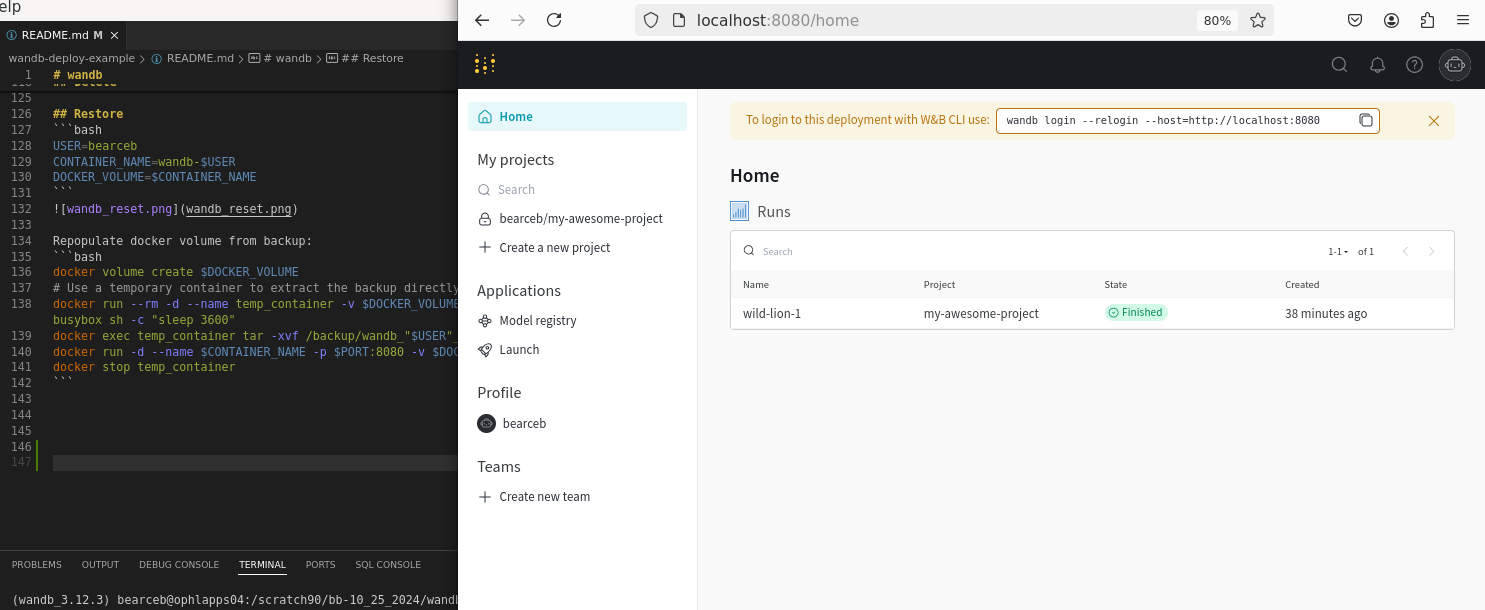 elp
README.md M
wandb-deploy-example > README.md > # wandb > ## Restore
1 # wandb
125
126 ## Restore
127 ```bash
128 USER=bearceb
129 CONTAINER_NAME=wandb-$USER
130 DOCKER_VOLUME=$CONTAINER_NAME
131 ```
132 ![wandb_reset.png](wandb_reset.png)
133
134 Repopulate docker volume from backup:
135 ```bash
136 docker volume create $DOCKER_VOLUME
137 # Use a temporary container to extract the backup directly
138 docker run --rm -d --name temp_container -v $DOCKER_VOLUME
busybox sh -c "sleep 3600"
139 docker exec temp_container tar -xvf /backup/wandb_"$USER"_
140 docker run -d --name $CONTAINER_NAME -p $PORT:8080 -v $DOC
141 docker stop temp_container
142 ```
143
144
145
146
147
PROBLEMS OUTPUT DEBUG CONSOLE TERMINAL PORTS SQL CONSOLE
(wandb_3.12.3) bearceb@ophlapps04:/scratch90/bb-10_25_2024/wandb
localhost:8080/home
80%
Home
My projects
Search
bearceb/my-awesome-project
Create a new project
Applications
Model registry
Launch
Profile
bearceb
Teams
Create new team
To login to this deployment with W&B CLI use: wandb login --relogin --host=http://localhost:8080
Home
Runs
Search 1-1 of 1
Name Project State Created
wild-lion-1 my-awesome-project Finished 38 minutes ago